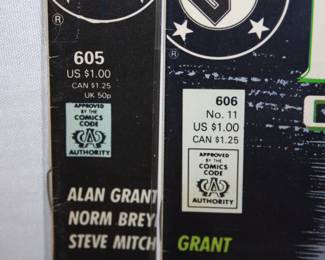 ®
605
US $1.00
CAN $1.25
UK 50p
APPROVED
BY THE
COMICS
CODE
AUTHORITY
ALAN GRANT
NORM BREY
STEVE MITCH
®
606
No. 11
US $1.00
CAN $1.25
APPROVED
BY THE
COMICS
CODE
AUTHORITY
GRANT